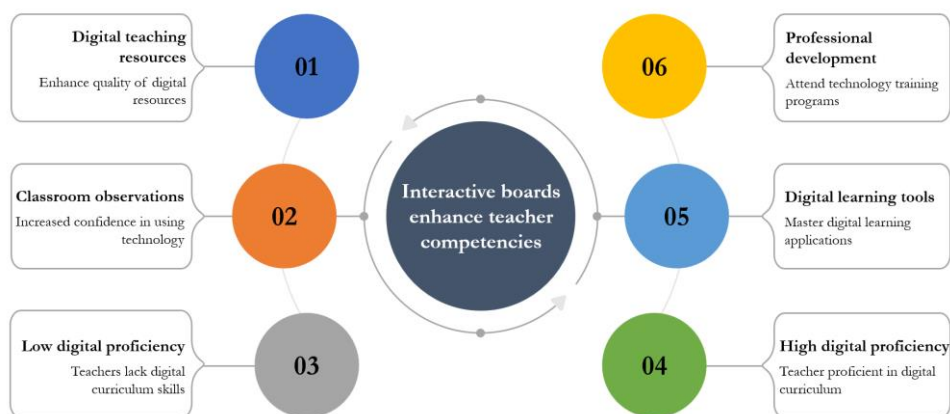 Digital teaching
resources
Enhance quality of digital
resources
01
Classroom observations
Increased confidence in using
technology
02
Low digital proficiency
Teachers lack digital
curriculum skills
03
Interactive boards
enhance teacher
competencies
06
Professional
development
Attend technology training
programs
05
Digital learning tools
Master digital learning
applications
04
High digital proficiency
Teacher proficient in digital
curriculum